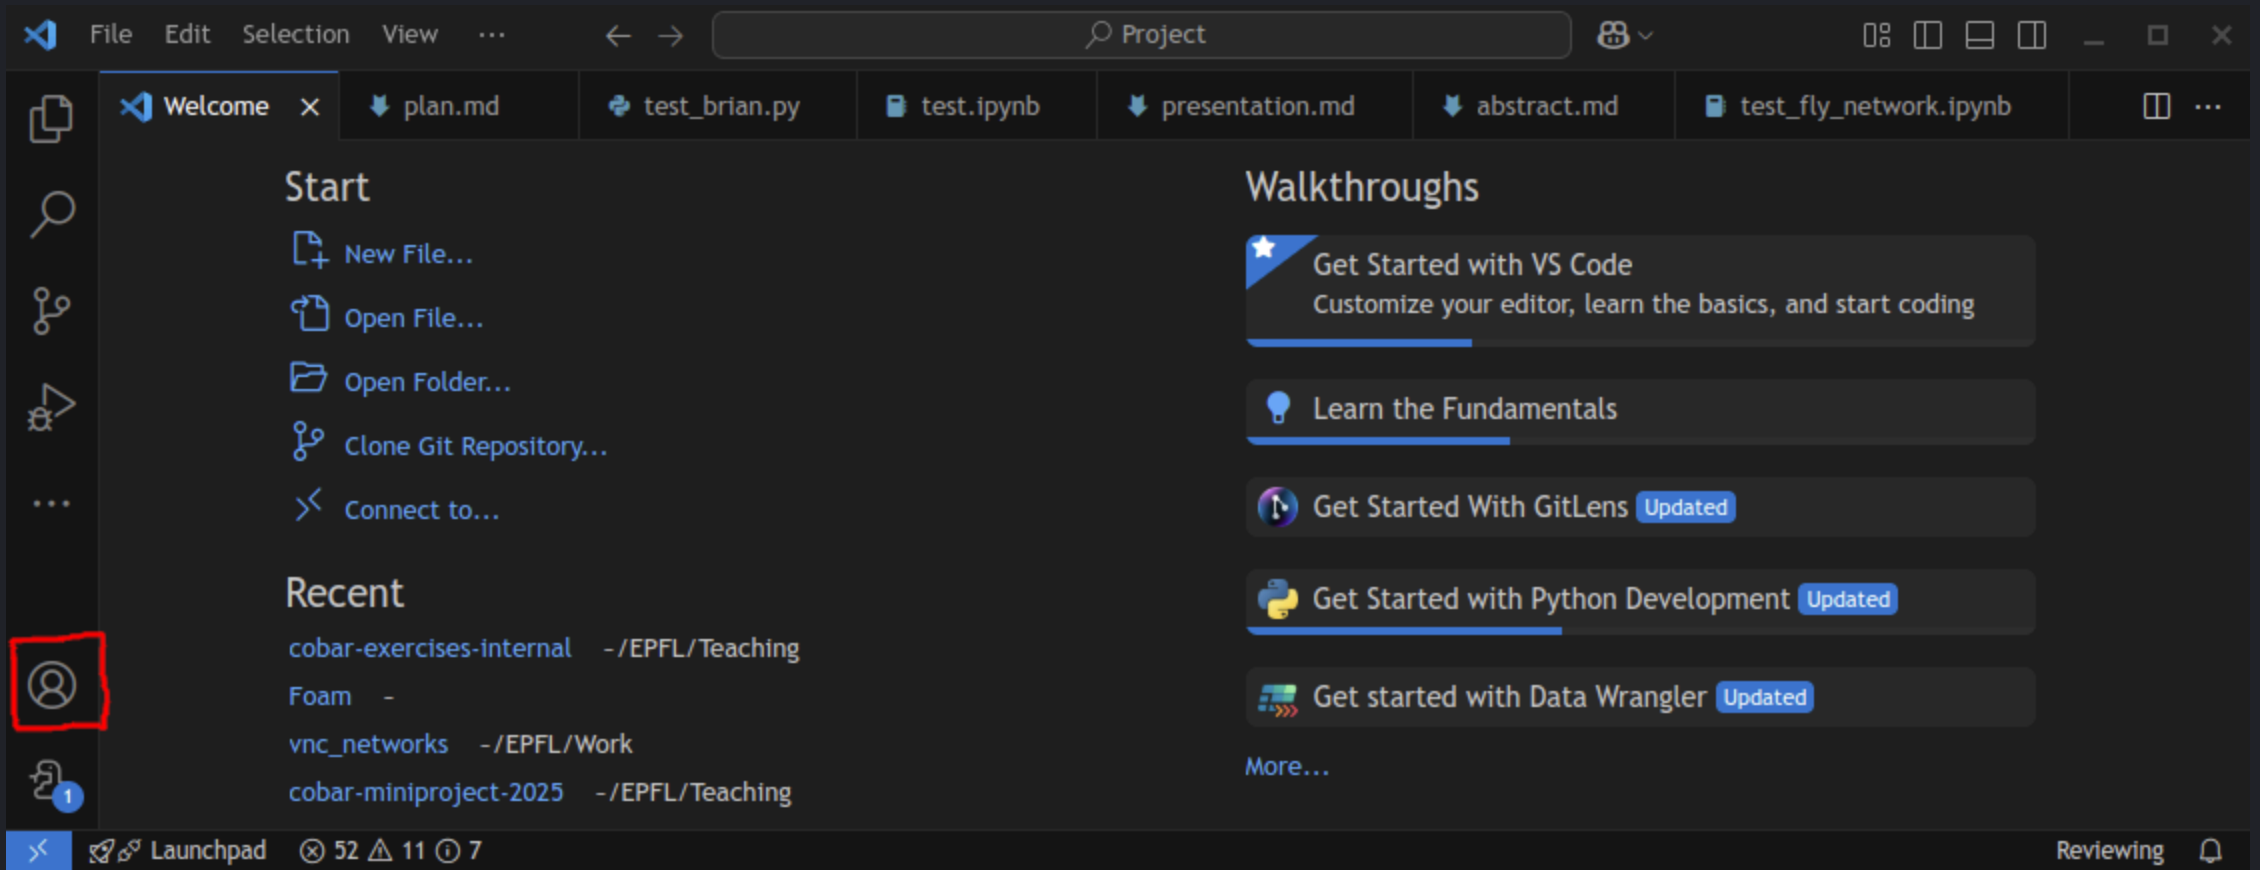 File Edit Selection View ··· Project
Welcome plan.md test_brian.py test.ipynb presentation.md abstract.md test_fly_network.ipynb
Start
New File...
Open File...
Open Folder...
Clone Git Repository...
Connect to...
Recent
cobar-exercises-internal ~/EPFL/Teaching
Foam ~
vnc_networks ~/EPFL/Work
cobar-miniproject-2025 ~/EPFL/Teaching
Walkthroughs
Get Started with VS Code
Customize your editor, learn the basics, and start coding
Learn the Fundamentals
Get Started With GitLens Updated
Get Started with Python Development Updated
Get started with Data Wrangler Updated
More...
1
Launchpad 52 11 7 Reviewing